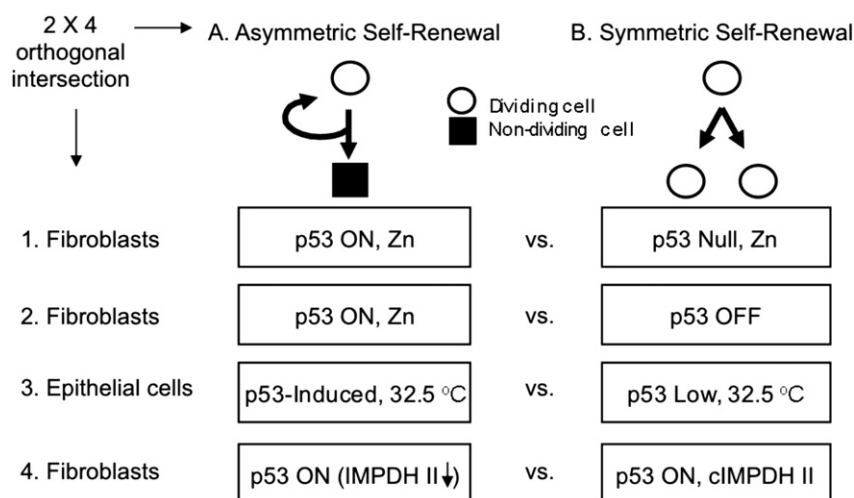 2 X 4
orthogonal
intersection
A. Asymmetric Self-Renewal
B. Symmetric Self-Renewal
Dividing cell
Non-dividing cell
1. Fibroblasts
p53 ON, Zn
vs.
p53 Null, Zn
2. Fibroblasts
p53 ON, Zn
vs.
p53 OFF
3. Epithelial cells
p53-Induced, 32.5 °C
vs.
p53 Low, 32.5 °C
4. Fibroblasts
p53 ON (IMPDH II↓)
vs.
p53 ON, cIMPDH II